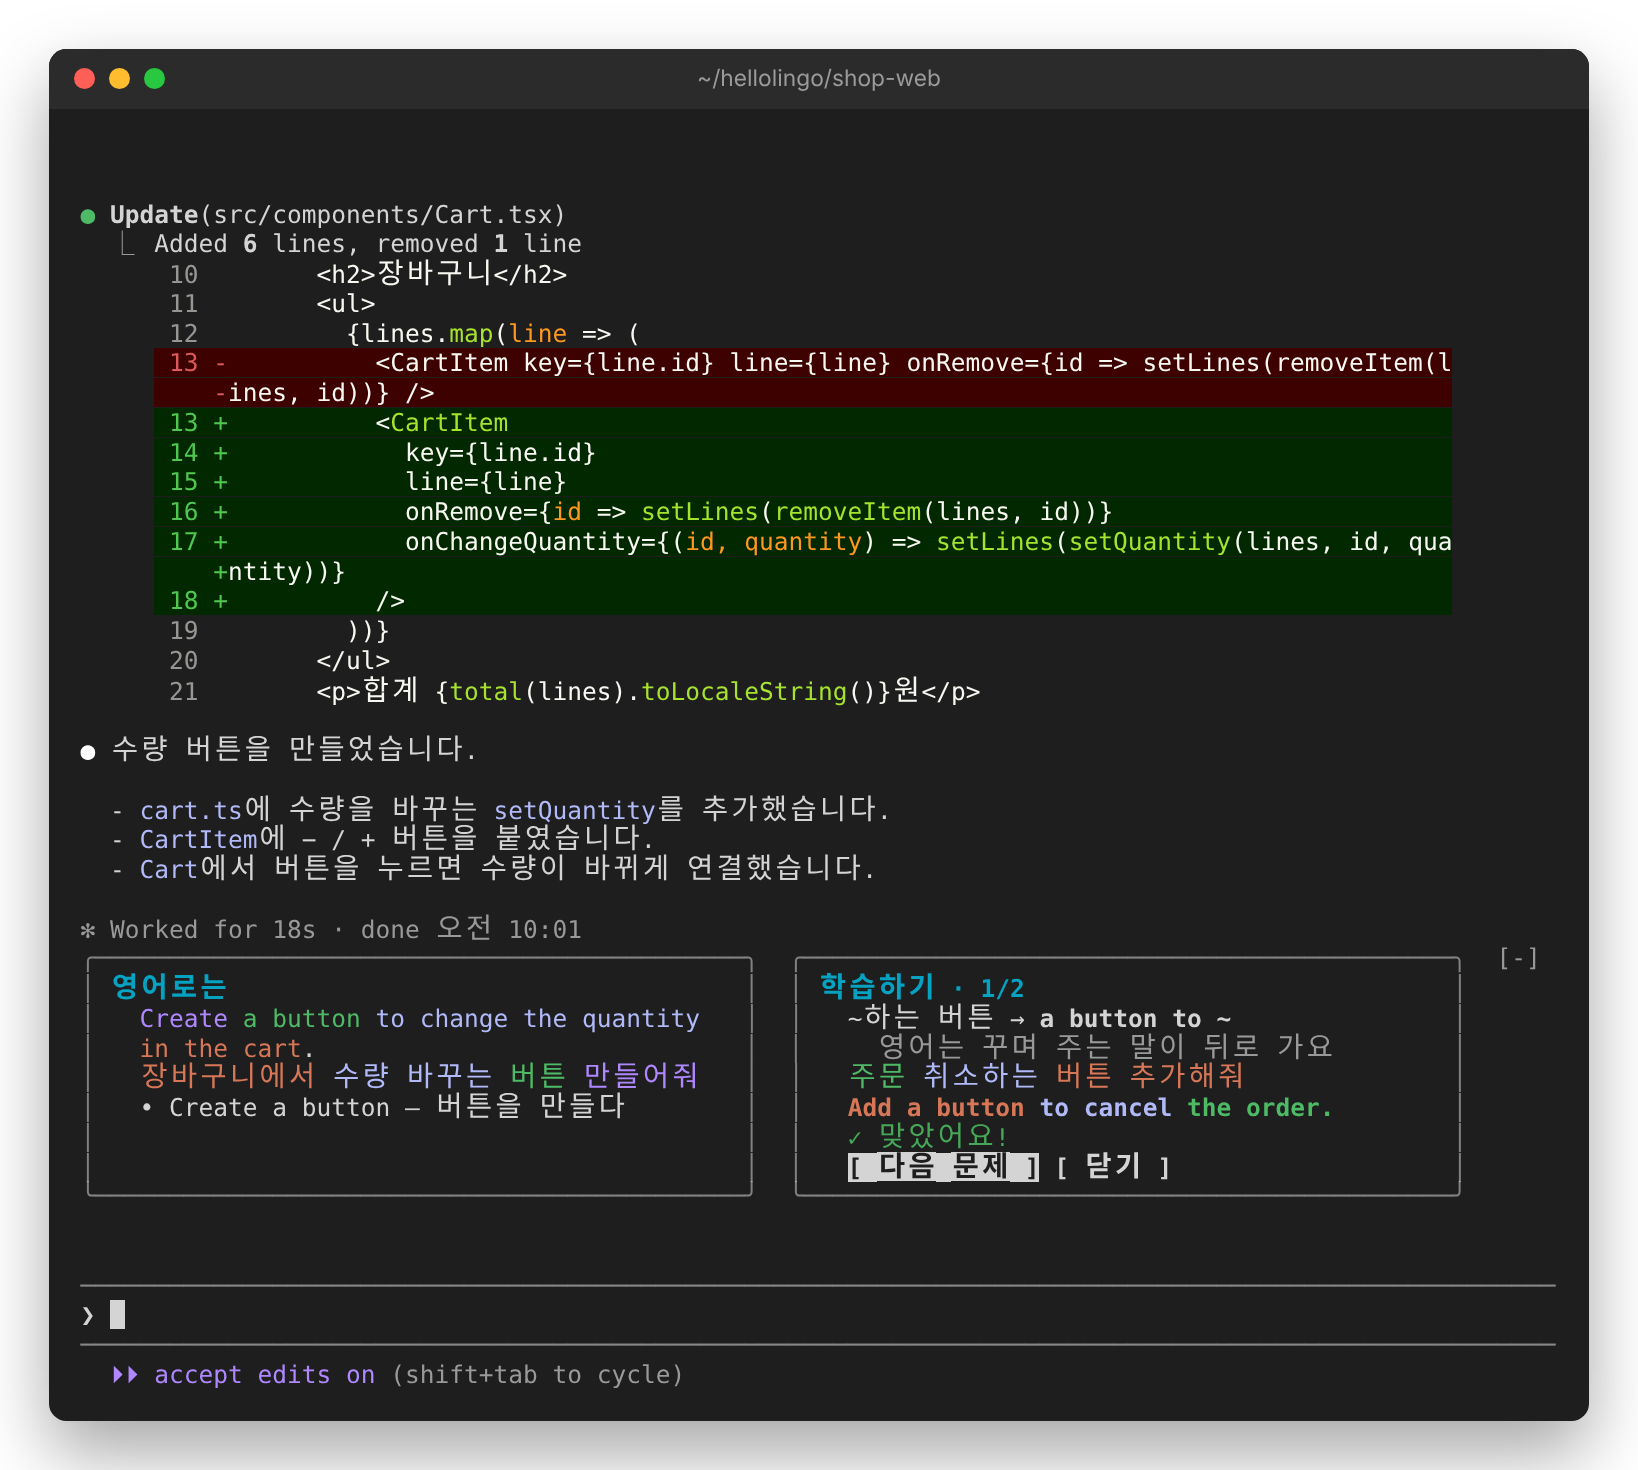 ~/hellolingo/shop-web
● Update(src/components/Cart.tsx)
⎿ Added 6 lines, removed 1 line
10 <h2>장바구니</h2>
11 <ul>
12 {lines.map(line => (
13 - <CartItem key={line.id} line={line} onRemove={id => setLines(removeItem(l
-ines, id))} />
13 + <CartItem
14 + key={line.id}
15 + line={line}
16 + onRemove={id => setLines(removeItem(lines, id))}
17 + onChangeQuantity={(id, quantity) => setLines(setQuantity(lines, id, qua
+ntity))}
18 + />
19 ))}
20 </ul>
21 <p>합계 {total(lines).toLocaleString()}원</p>
● 수량 버튼을 만들었습니다.
- cart.ts에 수량을 바꾸는 setQuantity를 추가했습니다.
- CartItem에 − / + 버튼을 붙였습니다.
- Cart에서 버튼을 누르면 수량이 바뀌게 연결했습니다.
✻ Worked for 18s · done 오전 10:01
[-]
영어로는
Create a button to change the quantity
in the cart.
장바구니에서 수량 바꾸는 버튼 만들어줘
• Create a button — 버튼을 만들다
학습하기 · 1/2
~하는 버튼 → a button to ~
영어는 꾸며 주는 말이 뒤로 가요
주문 취소하는 버튼 추가해줘
Add a button to cancel the order.
✓ 맞았어요!
[ 다음 문제 ] [ 닫기 ]
❯
⏵⏵ accept edits on (shift+tab to cycle)